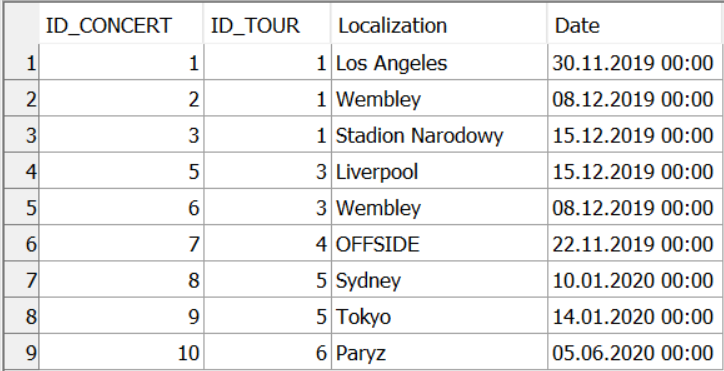 ID_CONCERT ID_TOUR Localization Date
1 1 1 Los Angeles 30.11.2019 00:00
2 2 1 Wembley 08.12.2019 00:00
3 3 1 Stadion Narodowy 15.12.2019 00:00
4 5 3 Liverpool 15.12.2019 00:00
5 6 3 Wembley 08.12.2019 00:00
6 7 4 OFFSIDE 22.11.2019 00:00
7 8 5 Sydney 10.01.2020 00:00
8 9 5 Tokyo 14.01.2020 00:00
9 10 6 Paryz 05.06.2020 00:00